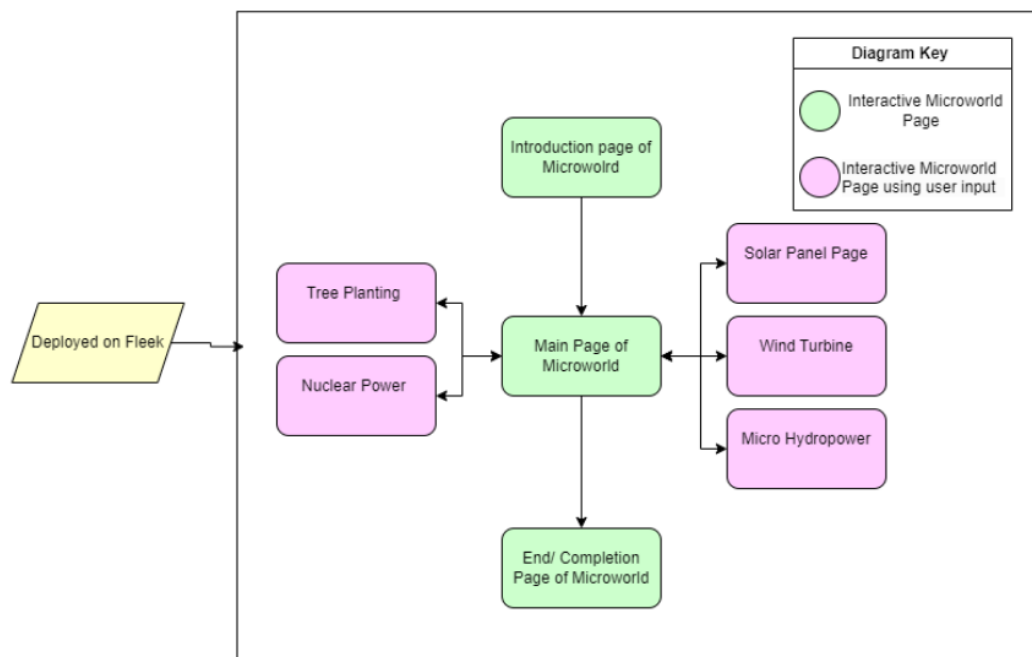 Diagram Key
Interactive Microworld
Page
Interactive Microworld
Page using user input
Introduction page of
Microwolrd
Solar Panel Page
Tree Planting
Deployed on Fleek
Main Page of
Microworld
Wind Turbine
Nuclear Power
Micro Hydropower
End/ Completion
Page of Microworld